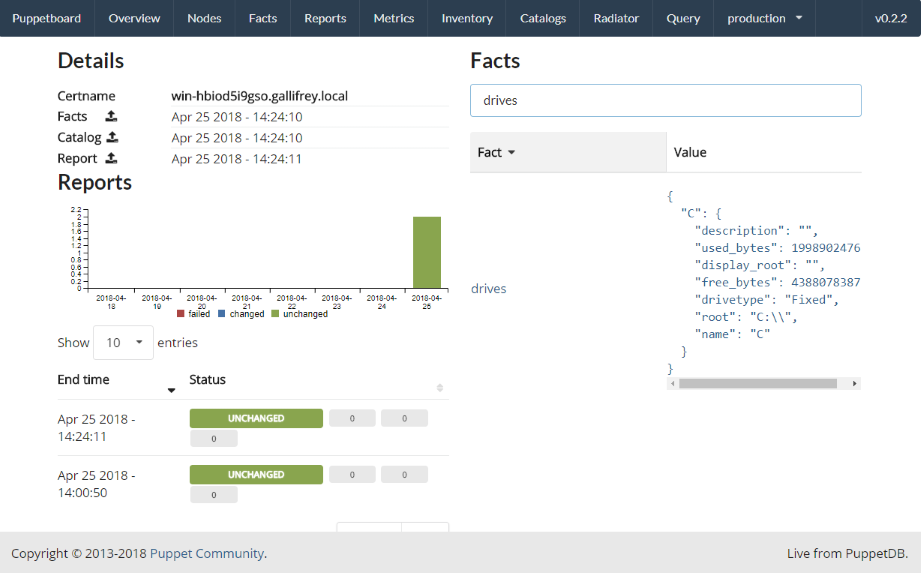 Puppetboard Overview Nodes Facts Reports Metrics Inventory Catalogs Radiator Query production v0.2.2
Details
Certname win-hbiod5i9gso.gallifrey.local
Facts Apr 25 2018 - 14:24:10
Catalog Apr 25 2018 - 14:24:10
Report Apr 25 2018 - 14:24:11
Reports
2.2
2
1.8
1.6
1.4
1.2
1
0.8
0.6
0.4
0.2
0
2018-04-18 2018-04-19 2018-04-20 2018-04-21 2018-04-22 2018-04-23 2018-04-24 2018-04-25
failed changed unchanged
Show 10 entries
End time Status
Apr 25 2018 - UNCHANGED 0 0
14:24:11 0
Apr 25 2018 - UNCHANGED 0 0
14:00:50 0
Facts
drives
Fact Value
drives
{
"C": {
"description": "",
"used_bytes": 1998902476
"display_root": "",
"free_bytes": 4388078387
"drivetype": "Fixed",
"root": "C:\\",
"name": "C"
}
}
Copyright © 2013-2018 Puppet Community. Live from PuppetDB.